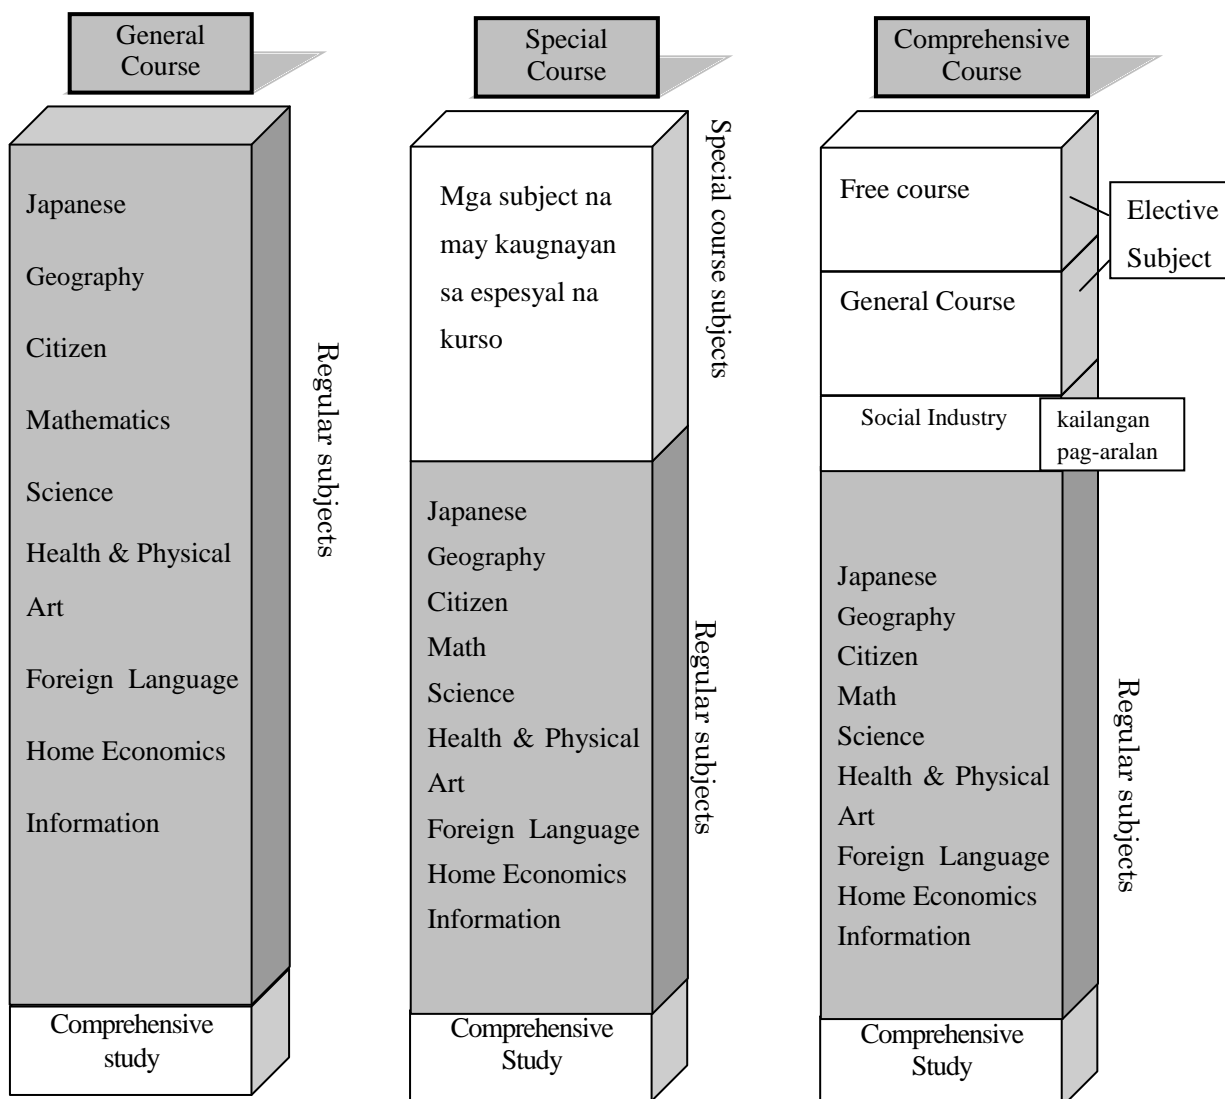 General
Course
Japanese
Geography
Citizen
Mathematics
Science
Health & Physical
Art
Foreign Language
Home Economics
Information
Comprehensive
study
Regular subjects
Special
Course
Mga subject na
may kaugnayan
sa espesyal na
kurso
Special course subjects
Japanese
Geography
Citizen
Math
Science
Health & Physical
Art
Foreign Language
Home Economics
Information
Regular subjects
Comprehensive
Study
Comprehensive
Course
Free course
Elective
Subject
General Course
Social Industry
kailangan
pag-aralan
Japanese
Geography
Citizen
Math
Science
Health & Physical
Art
Foreign Language
Home Economics
Information
Regular subjects
Comprehensive
Study